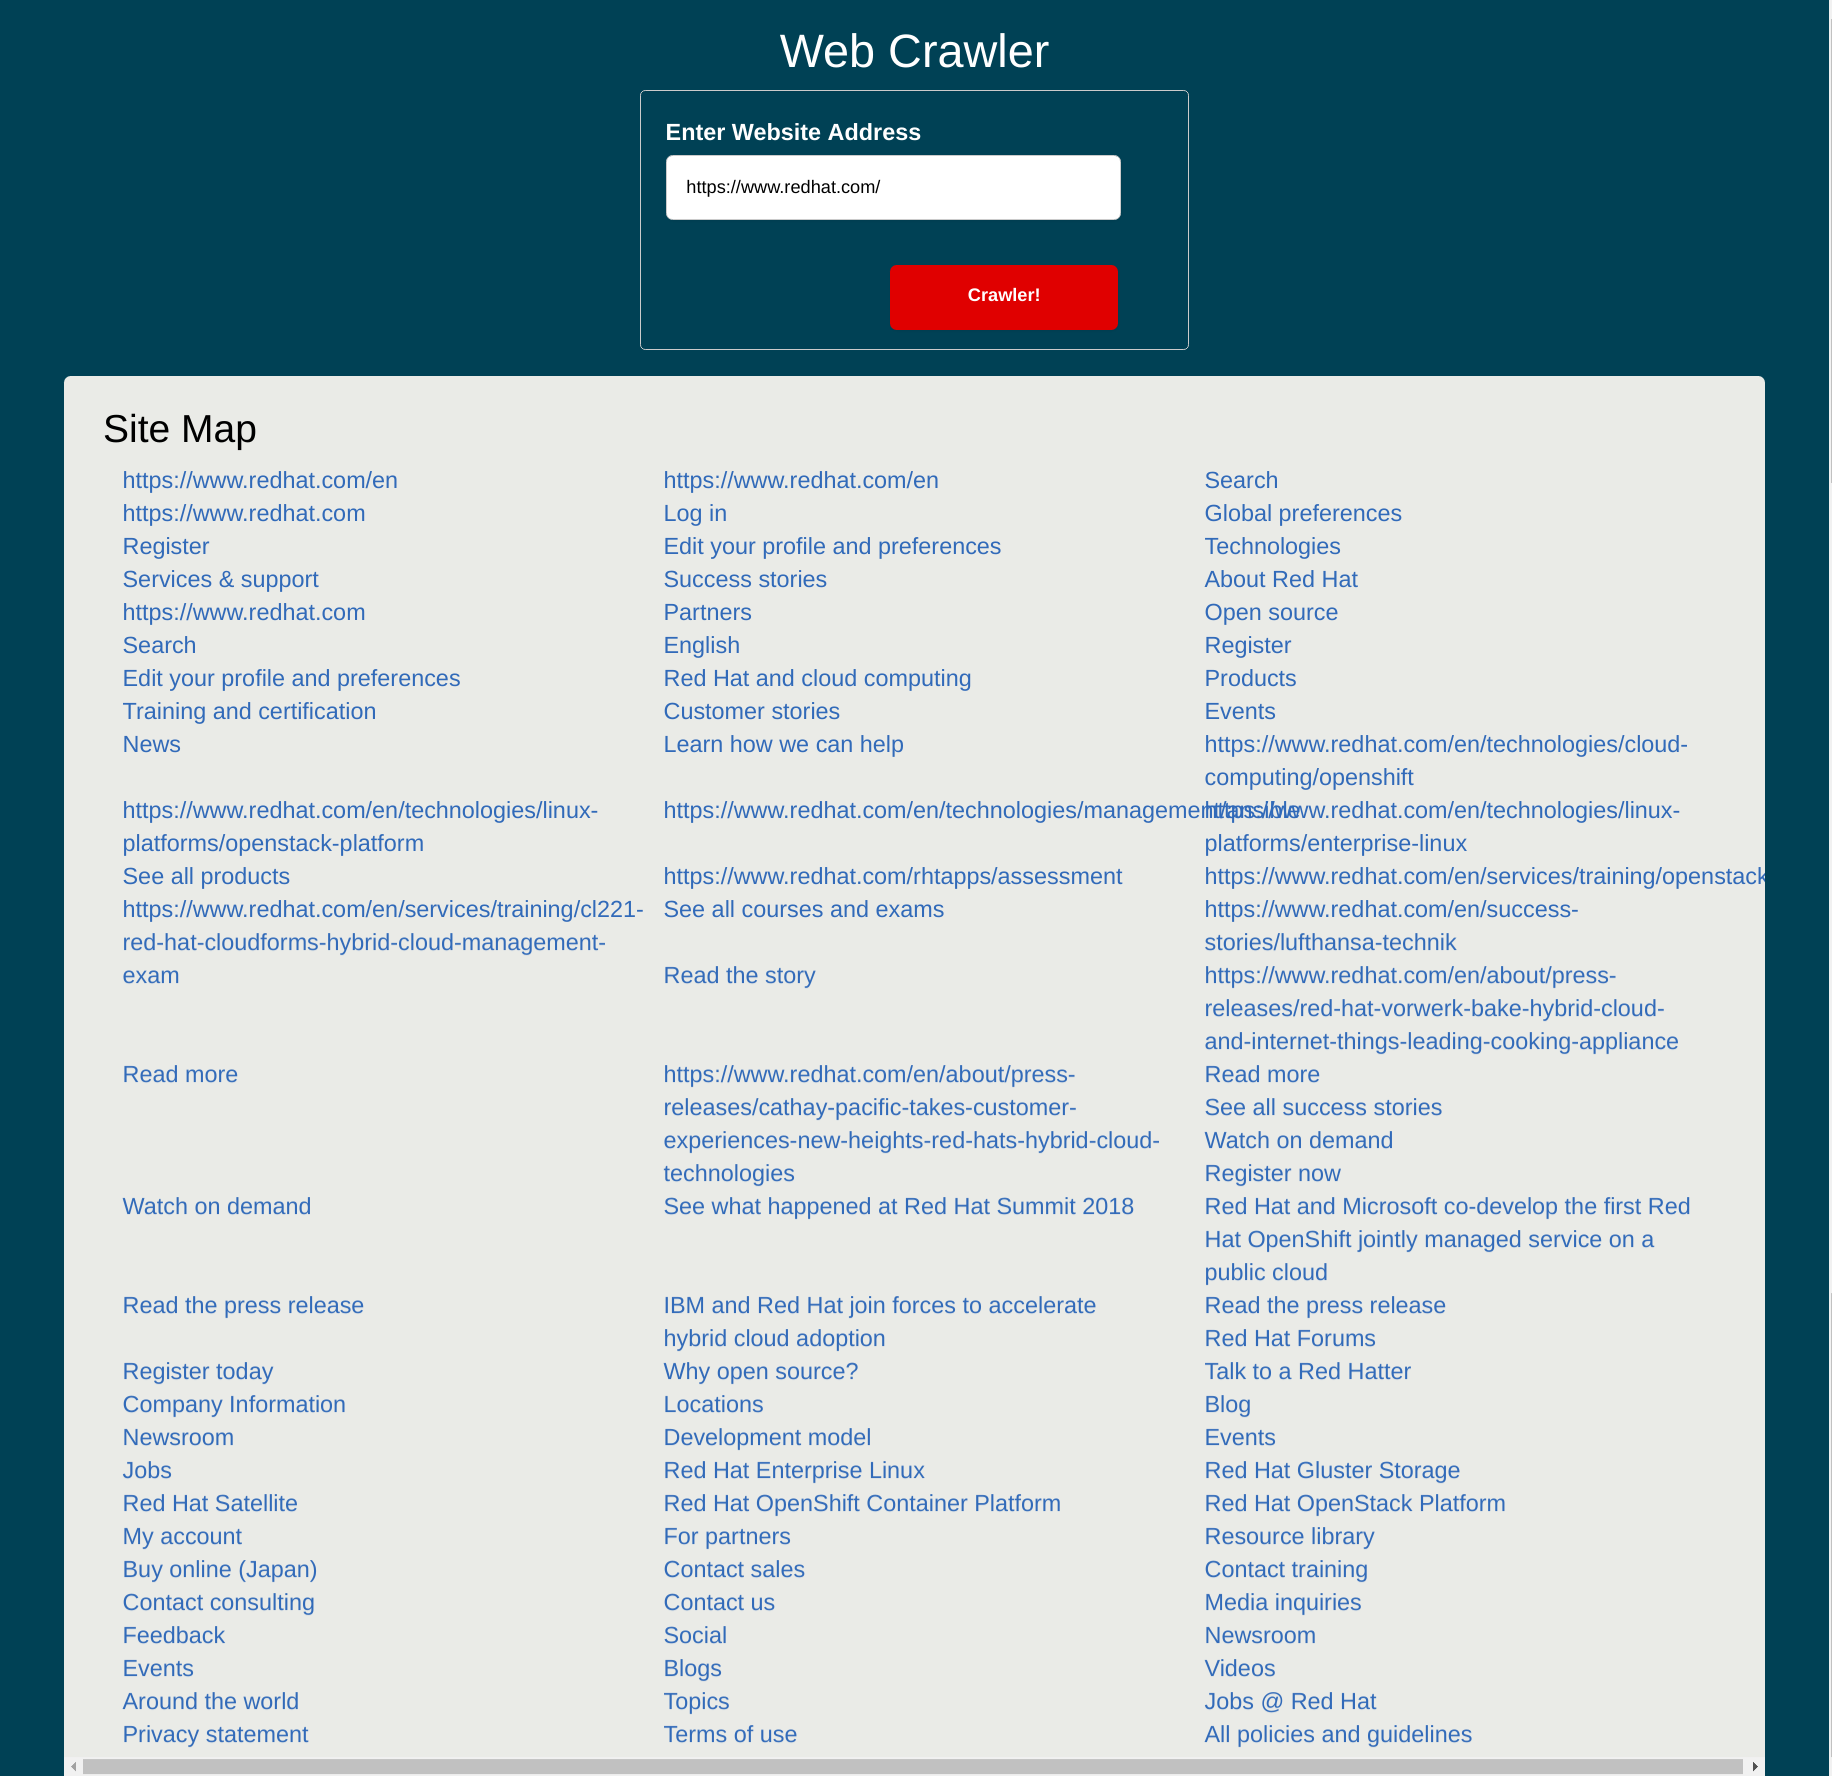 Web Crawler
Enter Website Address
https://www.redhat.com/
Crawler!
Site Map
https://www.redhat.com/en
https://www.redhat.com/en
Search
https://www.redhat.com
Log in
Global preferences
Register
Edit your profile and preferences
Technologies
Services & support
Success stories
About Red Hat
https://www.redhat.com
Partners
Open source
Search
English
Register
Edit your profile and preferences
Red Hat and cloud computing
Products
Training and certification
Customer stories
Events
News
Learn how we can help
https://www.redhat.com/en/technologies/cloud-
computing/openshift
https://www.redhat.com/en/technologies/linux-
platforms/openstack-platform
https://www.redhat.com/en/technologies/management/ansible
https://www.redhat.com/en/technologies/linux-
platforms/enterprise-linux
See all products
https://www.redhat.com/rhtapps/assessment
https://www.redhat.com/en/services/training/openstack
https://www.redhat.com/en/services/training/cl221-
red-hat-cloudforms-hybrid-cloud-management-
exam
See all courses and exams
https://www.redhat.com/en/success-
stories/lufthansa-technik
Read the story
https://www.redhat.com/en/about/press-
releases/red-hat-vorwerk-bake-hybrid-cloud-
and-internet-things-leading-cooking-appliance
Read more
https://www.redhat.com/en/about/press-
releases/cathay-pacific-takes-customer-
experiences-new-heights-red-hats-hybrid-cloud-
technologies
Read more
See all success stories
Watch on demand
Register now
Watch on demand
See what happened at Red Hat Summit 2018
Red Hat and Microsoft co-develop the first Red
Hat OpenShift jointly managed service on a
public cloud
Read the press release
IBM and Red Hat join forces to accelerate
hybrid cloud adoption
Read the press release
Red Hat Forums
Register today
Why open source?
Talk to a Red Hatter
Company Information
Locations
Blog
Newsroom
Development model
Events
Jobs
Red Hat Enterprise Linux
Red Hat Gluster Storage
Red Hat Satellite
Red Hat OpenShift Container Platform
Red Hat OpenStack Platform
My account
For partners
Resource library
Buy online (Japan)
Contact sales
Contact training
Contact consulting
Contact us
Media inquiries
Feedback
Social
Newsroom
Events
Blogs
Videos
Around the world
Topics
Jobs @ Red Hat
Privacy statement
Terms of use
All policies and guidelines